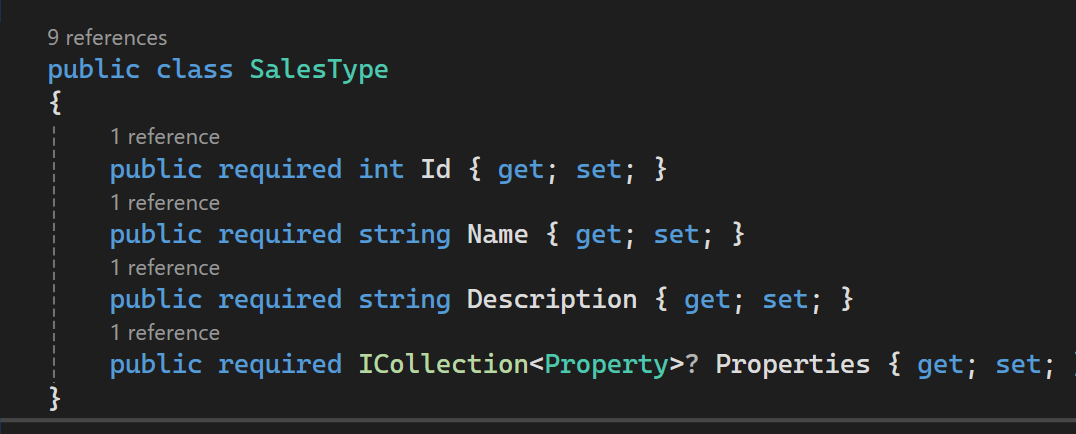 9 references
public class SalesType
{
1 reference
public required int Id { get; set; }
1 reference
public required string Name { get; set; }
1 reference
public required string Description { get; set; }
1 reference
public required ICollection<Property>? Properties { get; set; }
}